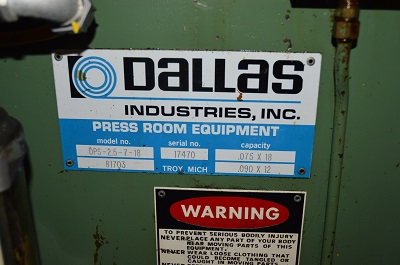 DALLAS
INDUSTRIES, INC.
PRESS ROOM EQUIPMENT
model no. serial no. capacity
DPS-2.5-7-18 17470 .075 X 18
81703 TROY, MICH .090 X 12
WARNING
TO PREVENT SERIOUS BODILY INJURY
NEVER PLACE ANY PART OF YOUR BODY
NEAR MOVING PARTS OF THIS
EQUIPMENT.
NEVER WEAR LOOSE CLOTHING THAT
COULD BECOME TANGLED OR
CAUGHT IN MOVING PARTS